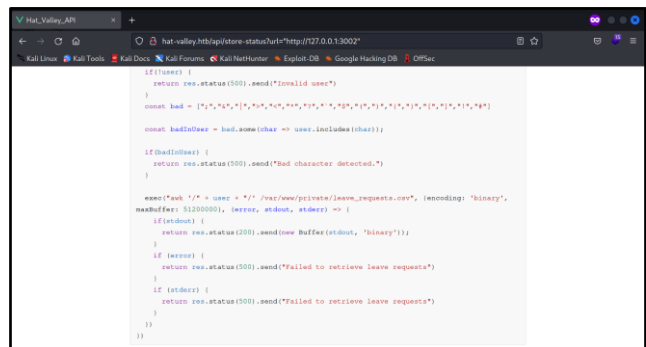 Hat_Valley_API
hat-valley.htb/api/store-status?url="http://127.0.0.1:3002"
Kali Linux Kali Tools Kali Docs Kali Forums Kali NetHunter Exploit-DB Google Hacking DB OffSec
if(!user) {
return res.status(500).send("Invalid user")
}
const bad =
const badInUser = bad.some(char => user.includes(char));
if(badInUser) {
return res.status(500).send("Bad character detected.")
}
exec("awk '/" + user + "/' /var/www/private/leave_requests.csv", {encoding: 'binary',
maxBuffer: 51200000}, (error, stdout, stderr) => {
if(stdout) {
return res.status(200).send(new Buffer(stdout, 'binary'));
}
if (error) {
return res.status(500).send("Failed to retrieve leave requests")
}
if (stderr) {
return res.status(500).send("Failed to retrieve leave requests")
}
})
})